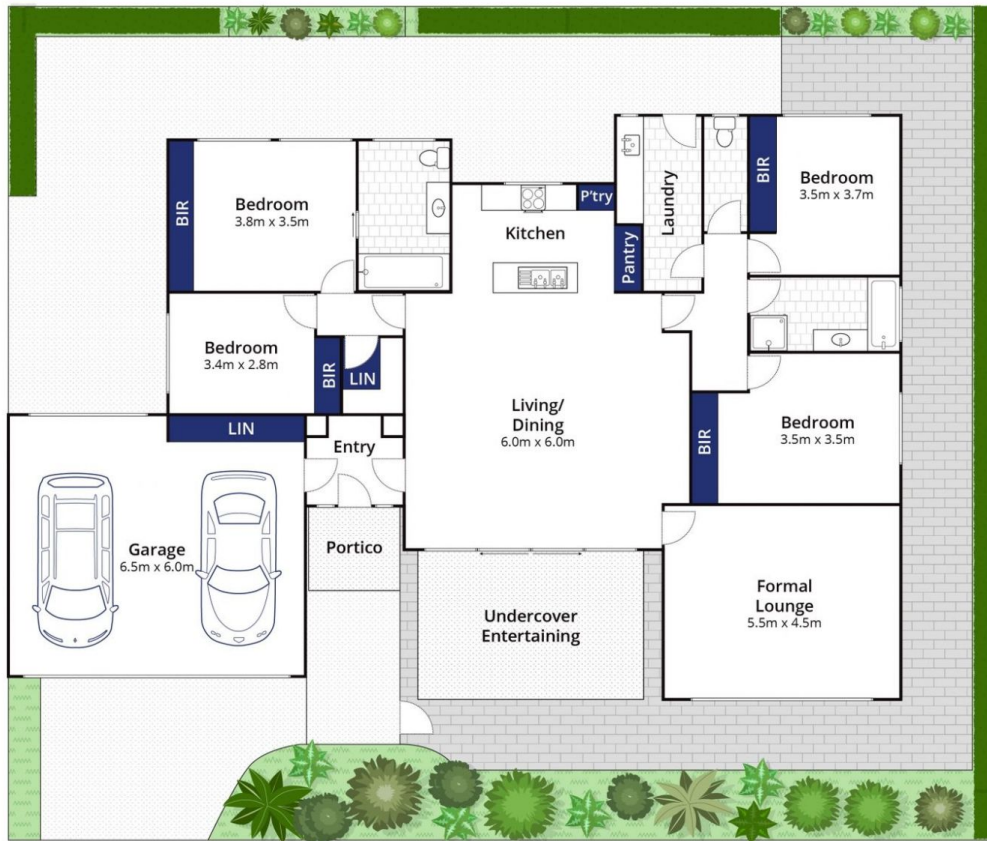 BIR
Bedroom
3.8m x 3.5m
P'try
Kitchen
Pantry
Laundry
BIR
Bedroom
3.5m x 3.7m
Bedroom
3.4m x 2.8m
BIR
LIN
LIN
Entry
Living/
Dining
6.0m x 6.0m
BIR
Bedroom
3.5m x 3.5m
Garage
6.5m x 6.0m
Portico
Undercover
Entertaining
Formal
Lounge
5.5m x 4.5m